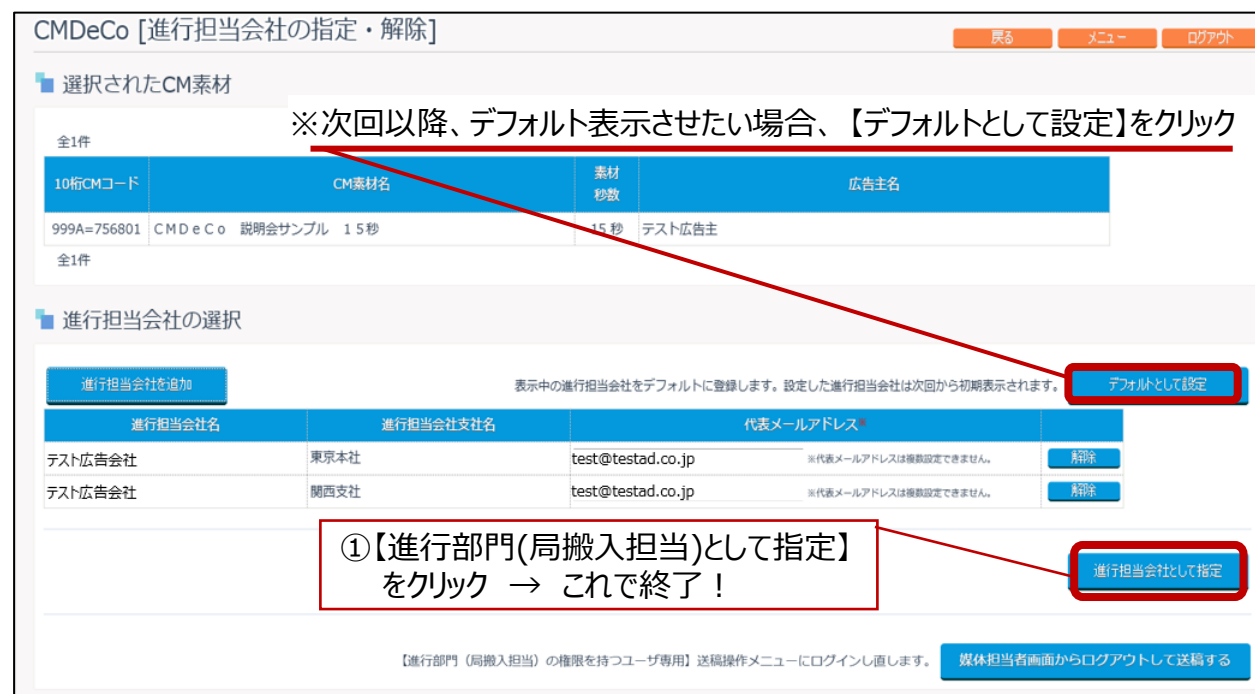 CMDeCo [進行担当会社の指定・解除]
戻る メニュー ログアウト
選択されたCM素材
※次回以降、デフォルト表示させたい場合、【デフォルトとして設定】をクリック
全1件
10桁CMコード CM素材名 素材秒数 広告主名
999A=756801 CMDeCo 説明会サンプル 15秒 15秒 テスト広告主
全1件
進行担当会社の選択
進行担当会社を追加 表示中の進行担当会社をデフォルトに登録します。設定した進行担当会社は次回から初期表示されます。 デフォルトとして設定
進行担当会社名 進行担当会社支社名 代表メールアドレス※
テスト広告会社 東京本社 test@testad.co.jp ※代表メールアドレスは複数設定できません。 解除
テスト広告会社 関西支社 test@testad.co.jp ※代表メールアドレスは複数設定できません。 解除
①【進行部門(局搬入担当)として指定】
をクリック → これで終了！
進行担当会社として指定
【進行部門（局搬入担当）の権限を持つユーザ専用】送稿操作メニューにログインし直します。 媒体担当者画面からログアウトして送稿する